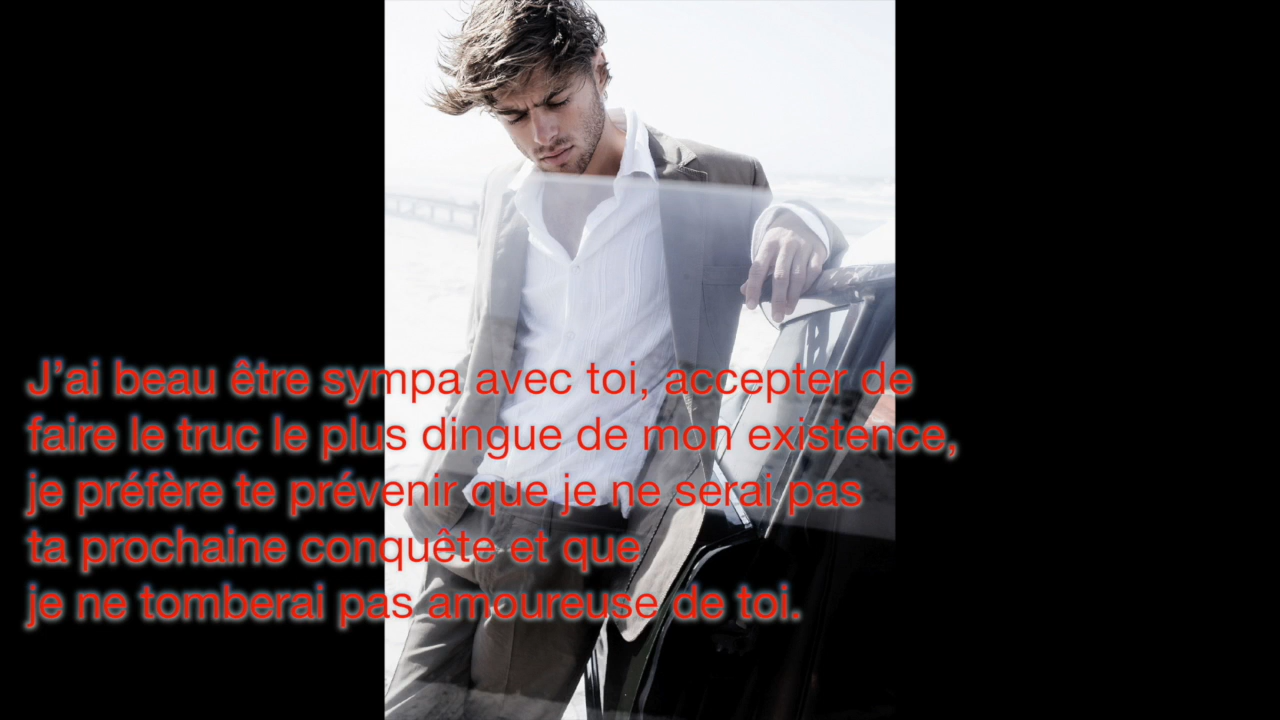 J’ai beau être sympa avec toi, accepter de
faire le truc le plus dingue de mon existence,
je préfère te prévenir que je ne serai pas
ta prochaine conquête et que
je ne tomberai pas amoureuse de toi.